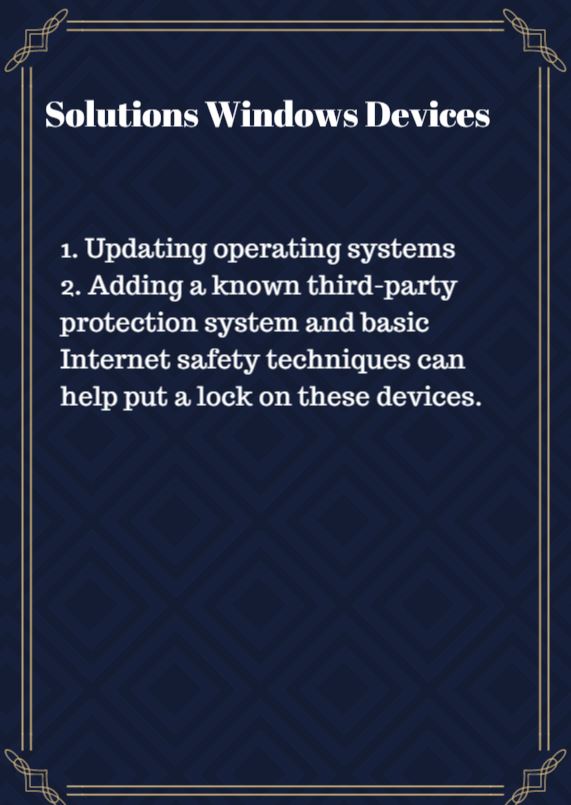 Solutions Windows Devices
1. Updating operating systems
2. Adding a known third-party
protection system and basic
Internet safety techniques can
help put a lock on these devices.